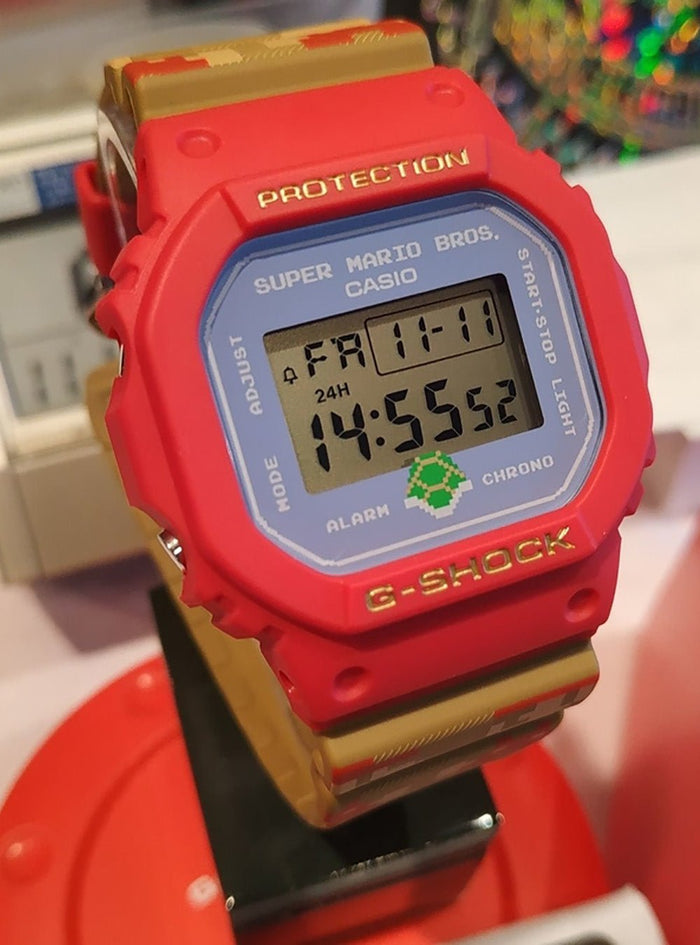 PROTECTION
SUPER MARIO BROS.
CASIO
ADJUST
START·STOP
FR 11-11
24H
14:55 52
MODE
LIGHT
ALARM
CHRONO
G-SHOCK